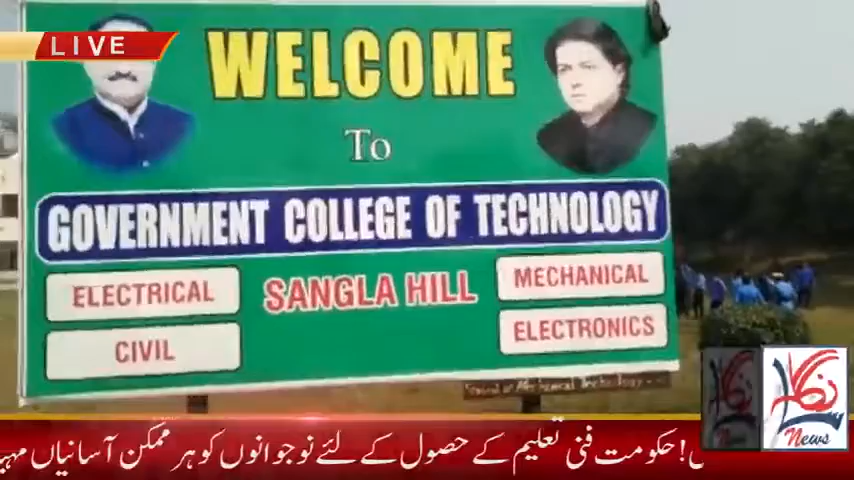 LIVE
WELCOME
To
GOVERNMENT COLLEGE OF TECHNOLOGY
ELECTRICAL
SANGLA HILL
MECHANICAL
CIVIL
ELECTRONICS
News
حکومت فنی تعلیم کے حصول کے لئے نوجوانوں کو ہر ممکن آسانیاں